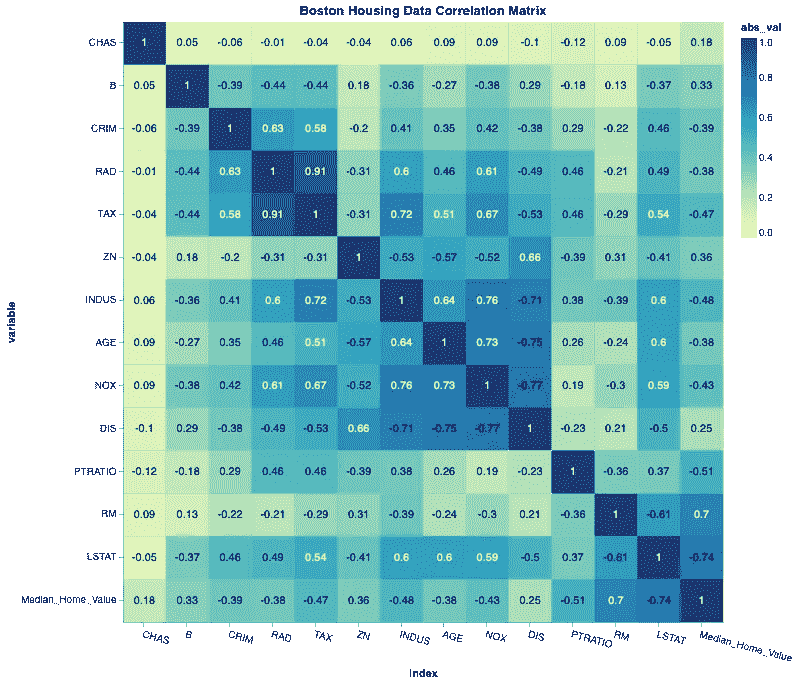 Boston Housing Data Correlation Matrix
abs_val
CHAS 1 0.05 -0.06 -0.01 -0.04 -0.04 0.06 0.09 0.09 -0.1 -0.12 0.09 -0.05 0.18
1.0
B 0.05 1 -0.39 -0.44 -0.44 0.18 -0.36 -0.27 -0.38 0.29 -0.18 0.13 -0.37 0.33
0.8
CRIM -0.06 -0.39 1 0.63 0.58 -0.2 0.41 0.35 0.42 -0.38 0.29 -0.22 0.46 -0.39
0.6
RAD -0.01 -0.44 0.63 1 0.91 -0.31 0.6 0.46 0.61 -0.49 0.46 -0.21 0.49 -0.38
0.4
0.2
TAX -0.04 -0.44 0.58 0.91 1 -0.31 0.72 0.51 0.67 -0.53 0.46 -0.29 0.54 -0.47
0.0
ZN -0.04 0.18 -0.2 -0.31 -0.31 1 -0.53 -0.57 -0.52 0.66 -0.39 0.31 -0.41 0.36
INDUS 0.06 -0.36 0.41 0.6 0.72 -0.53 1 0.64 0.76 -0.71 0.38 -0.39 0.6 -0.48
variable
AGE 0.09 -0.27 0.35 0.46 0.51 -0.57 0.64 1 0.73 -0.75 0.26 -0.24 0.6 -0.38
NOX 0.09 -0.38 0.42 0.61 0.67 -0.52 0.76 0.73 1 -0.77 0.19 -0.3 0.59 -0.43
DIS -0.1 0.29 -0.38 -0.49 -0.53 0.66 -0.71 -0.75 -0.77 1 -0.23 0.21 -0.5 0.25
PTRATIO -0.12 -0.18 0.29 0.46 0.46 -0.39 0.38 0.26 0.19 -0.23 1 -0.36 0.37 -0.51
RM 0.09 0.13 -0.22 -0.21 -0.29 0.31 -0.39 -0.24 -0.3 0.21 -0.36 1 -0.61 0.7
LSTAT -0.05 -0.37 0.46 0.49 0.54 -0.41 0.6 0.6 0.59 -0.5 0.37 -0.61 1 -0.74
Median_Home_Value 0.18 0.33 -0.39 -0.38 -0.47 0.36 -0.48 -0.38 -0.43 0.25 -0.51 0.7 -0.74 1
CHAS B CRIM RAD TAX ZN INDUS AGE NOX DIS PTRATIO RM LSTAT Median_Home_Value
index